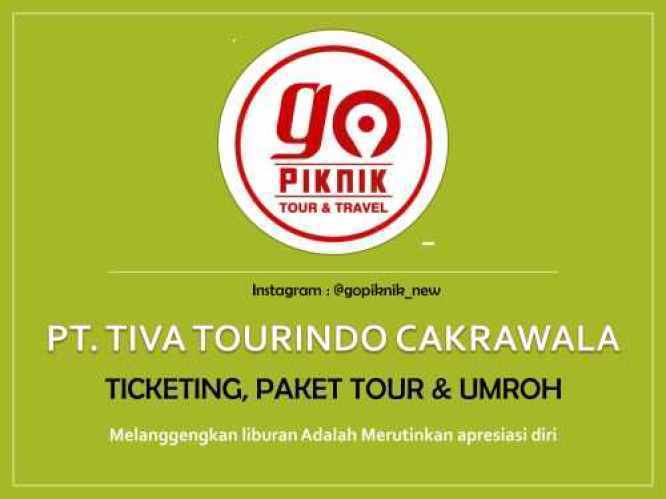 go
PIKNIK
TOUR & TRAVEL
Instagram : @gopiknik_new
PT. TIVA TOURINDO CAKRAWALA
TICKETING, PAKET TOUR & UMROH
Melanggengkan liburan Adalah Merutinkan apresiasi diri